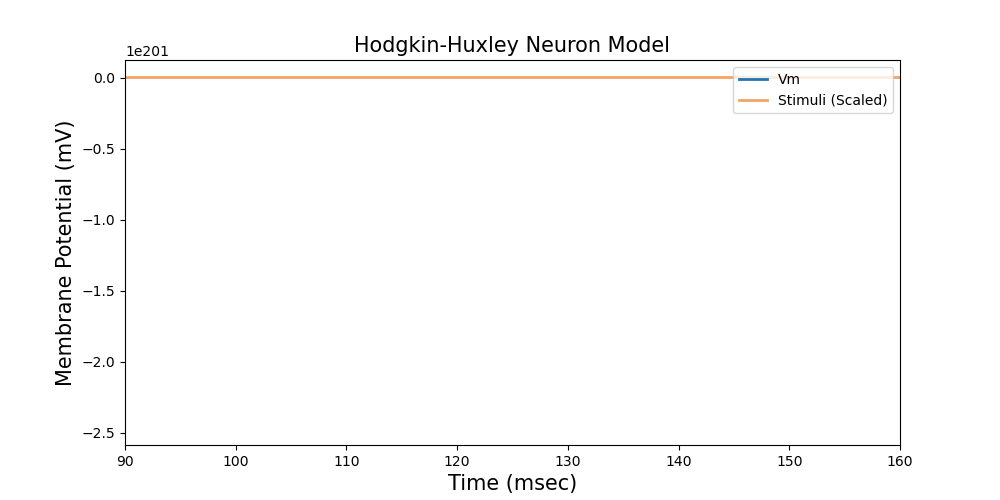 Hodgkin-Huxley Neuron Model
1e201
0.0
−0.5
−1.0
−1.5
−2.0
−2.5
Membrane Potential (mV)
Vm
Stimuli (Scaled)
90 100 110 120 130 140 150 160
Time (msec)